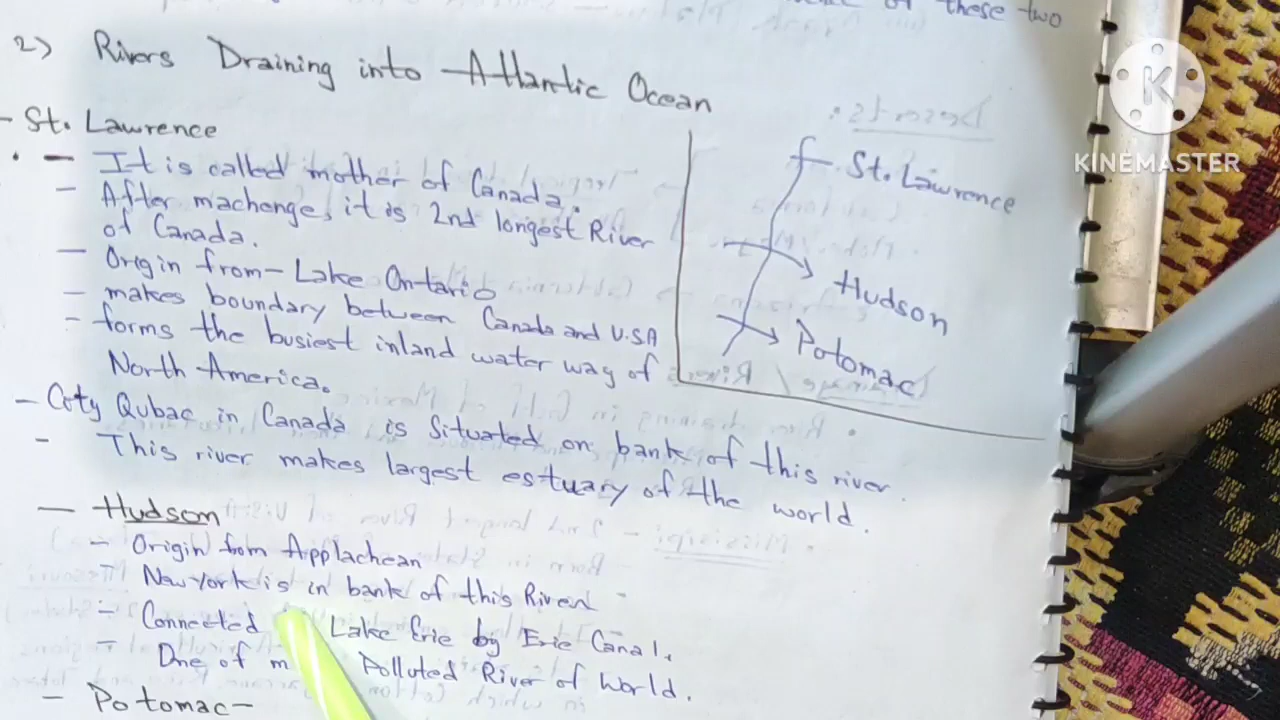 of these two
2) Rivers Draining into Atlantic Ocean
- St. Lawrence
- It is called mother of Canada.
- After machenge, it is 2nd longest River
of Canada.
- Origin from - Lake Ontario
- makes boundary between Canada and U.S.A
- forms the busiest inland water way of
North America.
- City Qubac in Canada is situated on bank of this river.
- This river makes largest estuary of the world.
- Hudson
- Origin from Applachean
- New York is in bank of this River
- Connected Lake Erie by Erie Canal.
- One of Polluted River of World.
- Potomac -
St. Lawrence
Hudson
Potomac
KINEMASTER